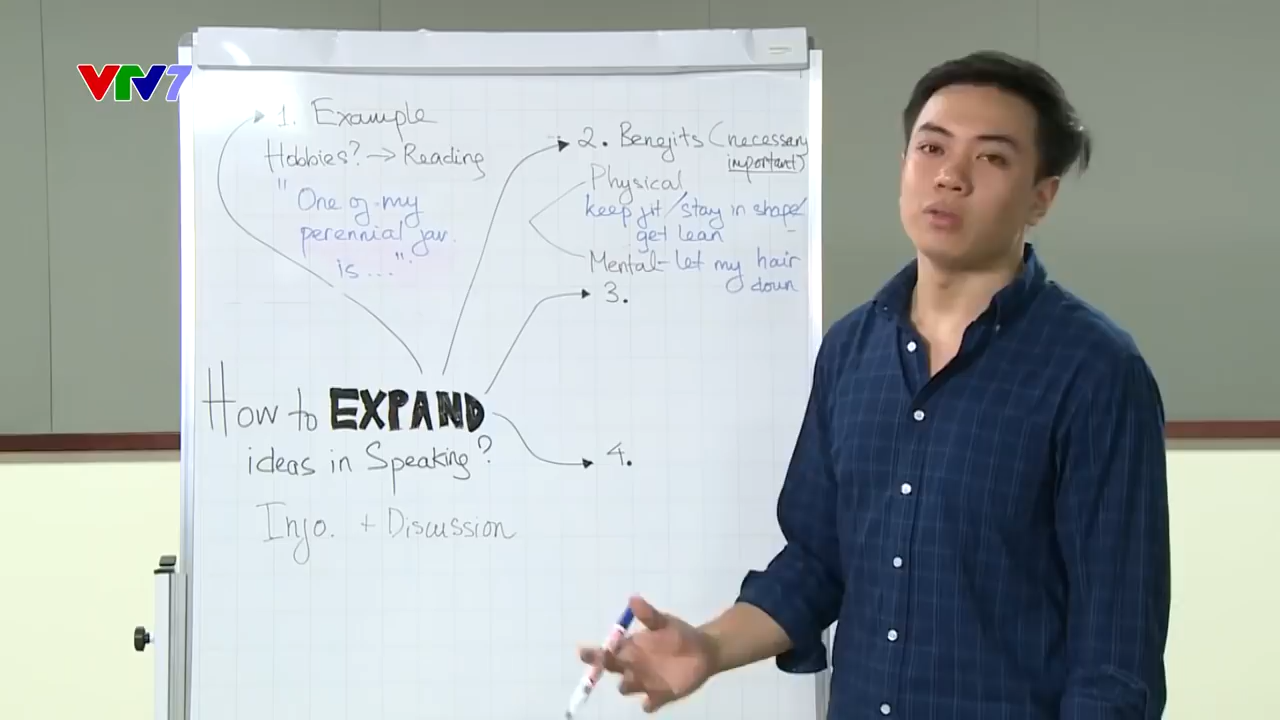 VTV7
1. Example
Hobbies? → Reading
"One of my
perennial fav.
is ..."
2. Benefits (necessary
important)
Physical
keep fit / stay in shape /
get lean
Mental - let my hair
down
3.
How to EXPAND
ideas in Speaking?
4.
Info. + Discussion